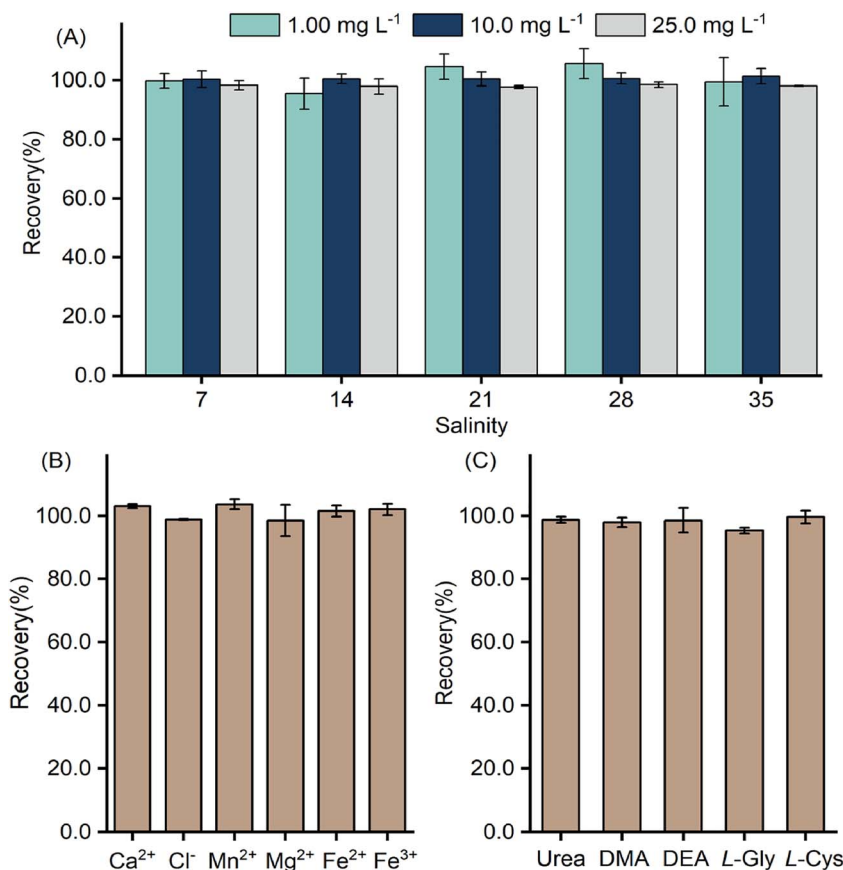 (A)
1.00 mg L⁻¹ 10.0 mg L⁻¹ 25.0 mg L⁻¹
Recovery(%)
100.0
80.0
60.0
40.0
20.0
0.0
7 14 21 28 35
Salinity
(B)
Recovery(%)
100.0
80.0
60.0
40.0
20.0
0.0
Ca²⁺ Cl⁻ Mn²⁺ Mg²⁺ Fe²⁺ Fe³⁺
(C)
Recovery(%)
100.0
80.0
60.0
40.0
20.0
0.0
Urea DMA DEA L-Gly L-Cys